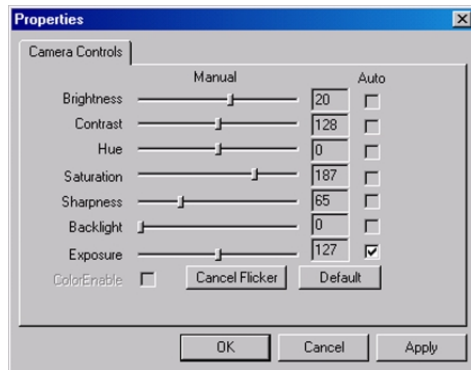 Properties
Camera Controls
Manual Auto
Brightness 20
Contrast 128
Hue 0
Saturation 187
Sharpness 65
Backlight 0
Exposure 127
ColorEnable Cancel Flicker Default
OK Cancel Apply